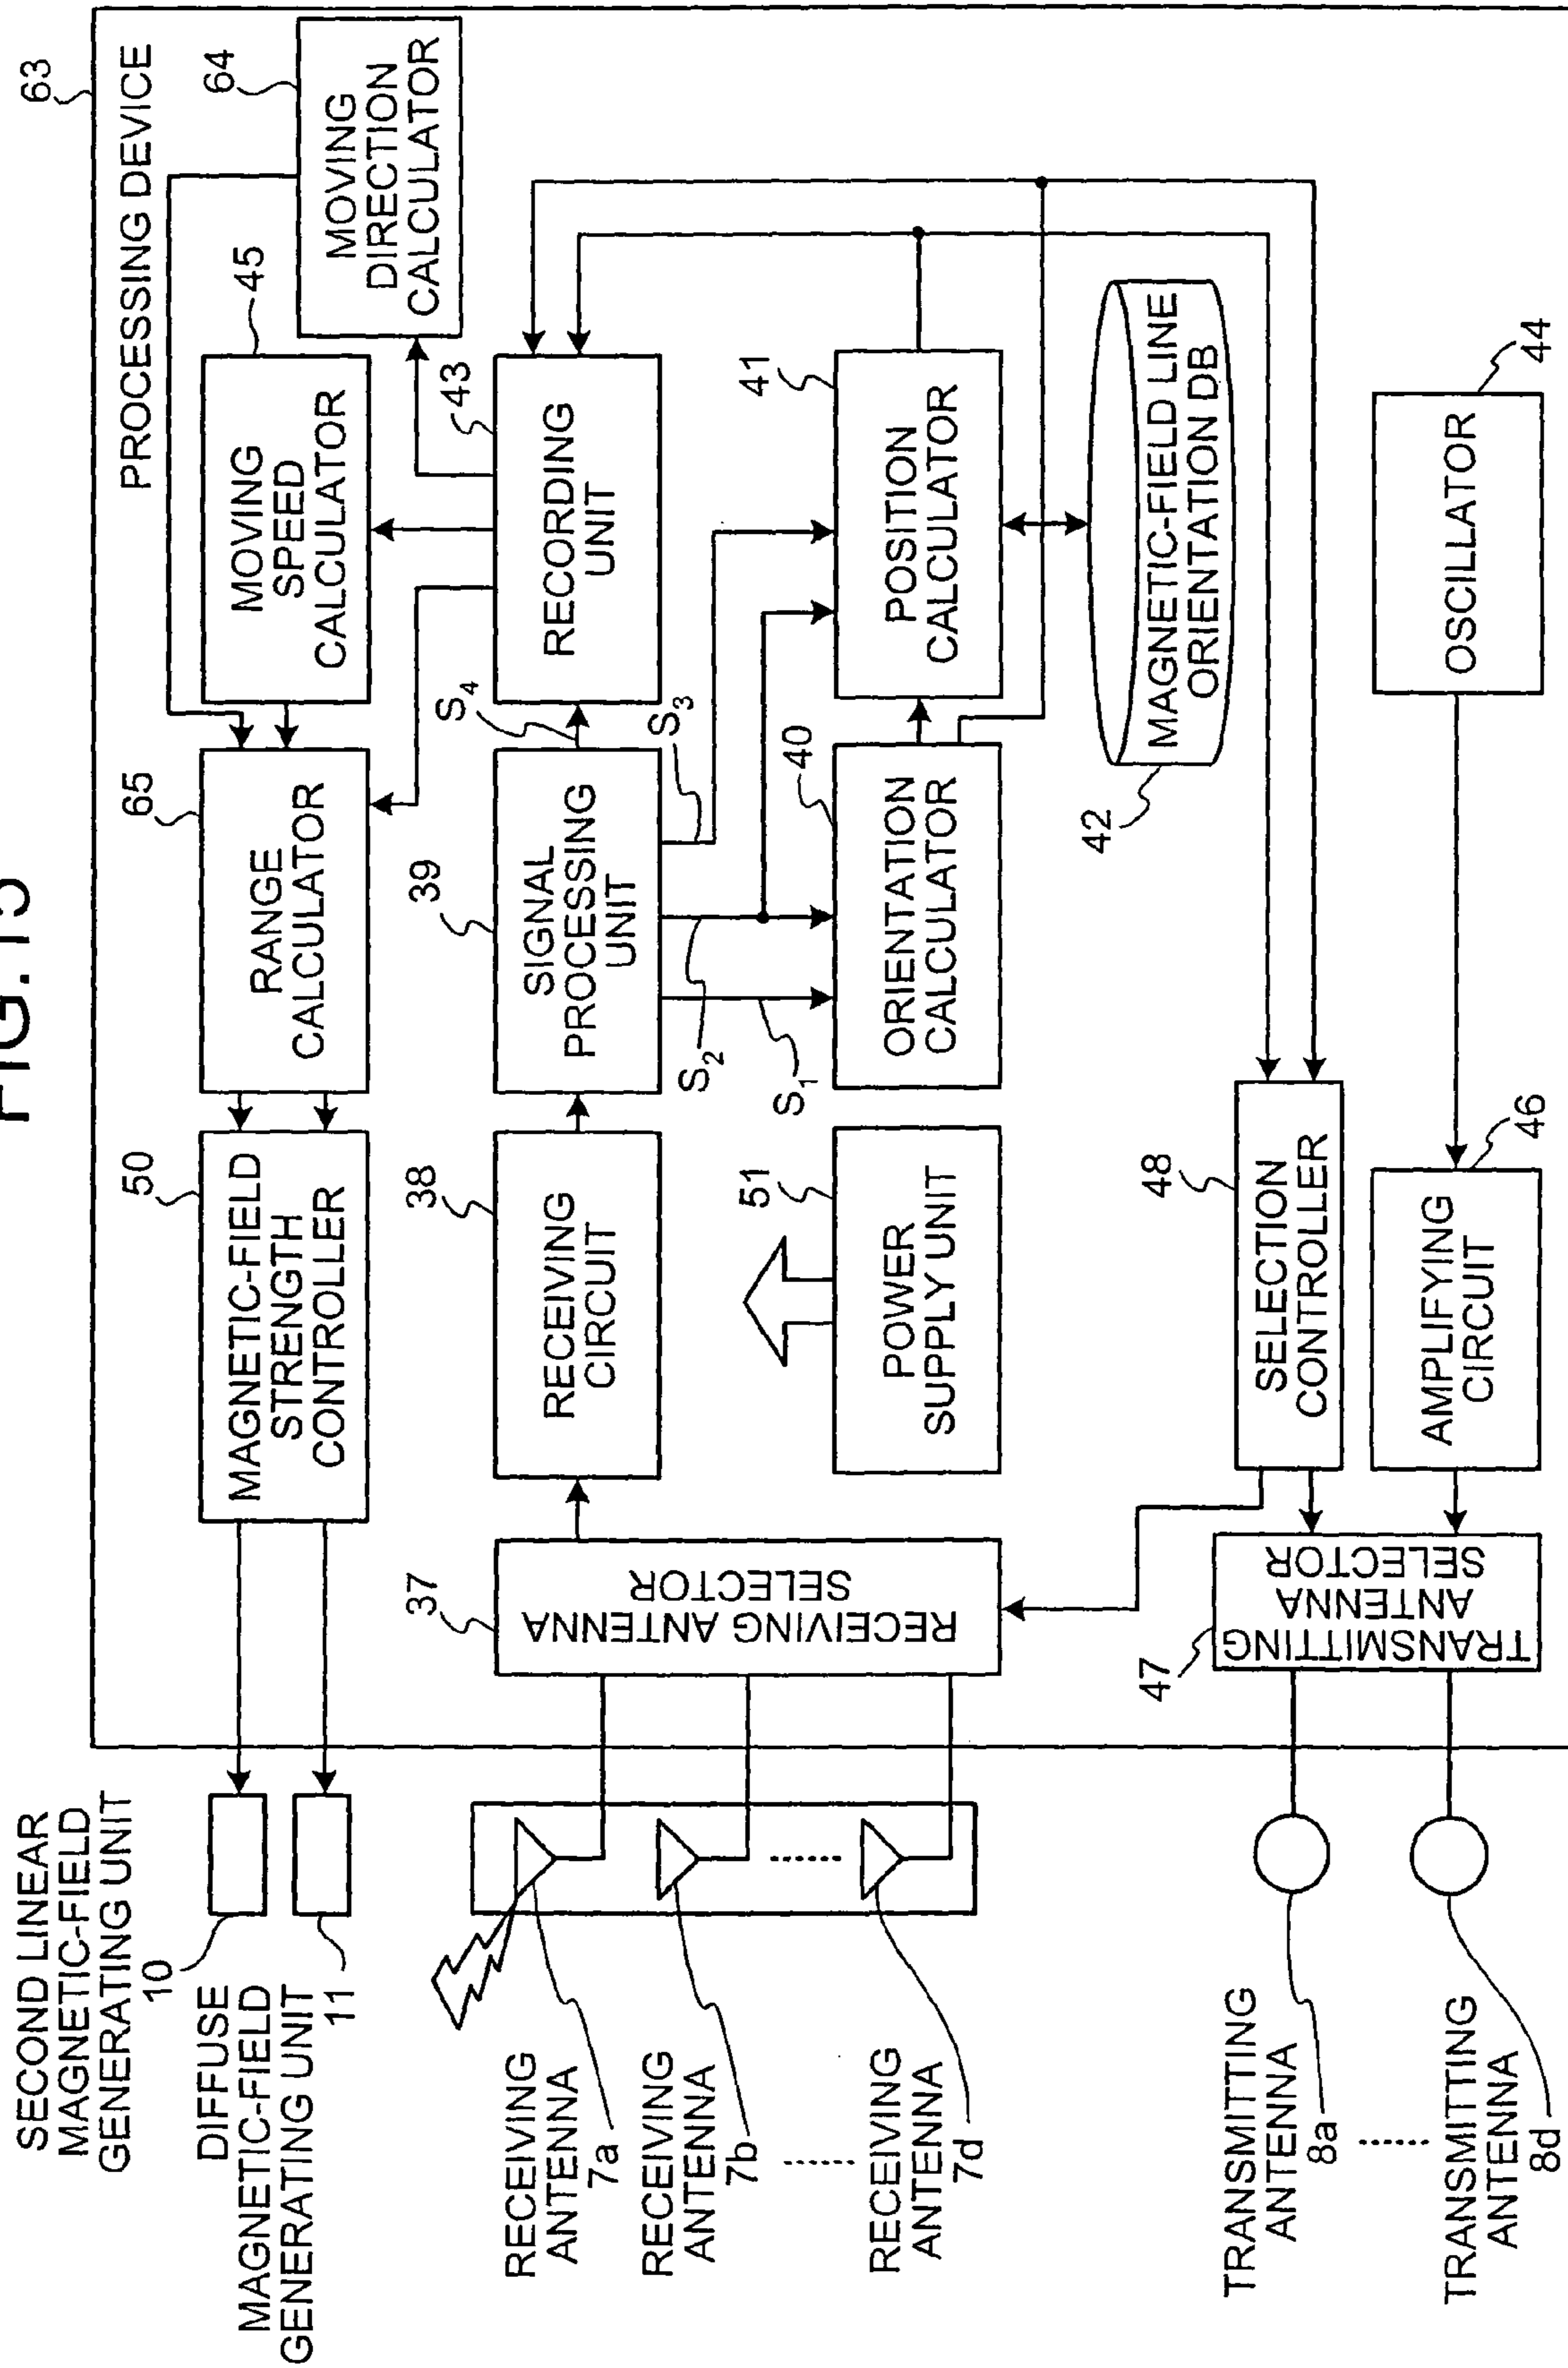 FIG.15
PROCESSING DEVICE
63
SECOND LINEAR
MAGNETIC-FIELD
GENERATING UNIT
10
DIFFUSE
MAGNETIC-FIELD
GENERATING UNIT
11
50
MAGNETIC-FIELD
STRENGTH
CONTROLLER
65
RANGE
CALCULATOR
45
MOVING
SPEED
CALCULATOR
64
MOVING
DIRECTION
CALCULATOR
RECEIVING
ANTENNA
7a
RECEIVING
ANTENNA
7b
RECEIVING
ANTENNA
7d
37
RECEIVING ANTENNA
SELECTOR
38
RECEIVING
CIRCUIT
39
SIGNAL
PROCESSING
UNIT
S4
43
RECORDING
UNIT
S1
S2
S3
51
POWER
SUPPLY UNIT
40
ORIENTATION
CALCULATOR
41
POSITION
CALCULATOR
42
MAGNETIC-FIELD LINE
ORIENTATION DB
TRANSMITTING
ANTENNA
8a
TRANSMITTING
ANTENNA
8d
47
TRANSMITTING
ANTENNA
SELECTOR
48
SELECTION
CONTROLLER
46
AMPLIFYING
CIRCUIT
44
OSCILLATOR